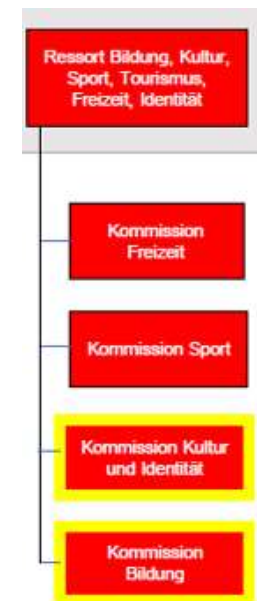 Ressort Bildung, Kultur,
Sport, Tourismus,
Freizeit, Identität
Kommission
Freizeit
Kommission Sport
Kommission Kultur
und Identität
Kommission
Bildung